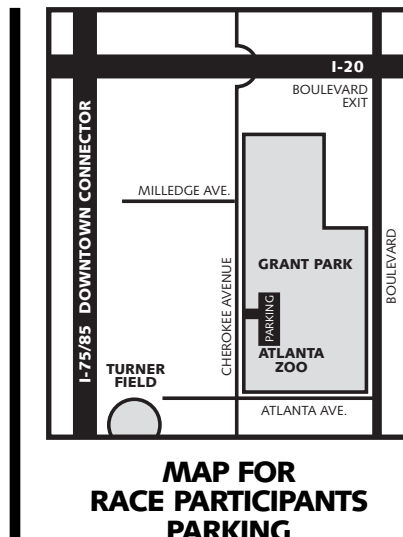 I-20
BOULEVARD
EXIT
I-75/85 DOWNTOWN CONNECTOR
MILLEDGE AVE.
CHEROKEE AVENUE
GRANT PARK
BOULEVARD
PARKING
ATLANTA
ZOO
TURNER
FIELD
ATLANTA AVE.
MAP FOR
RACE PARTICIPANTS
PARKING